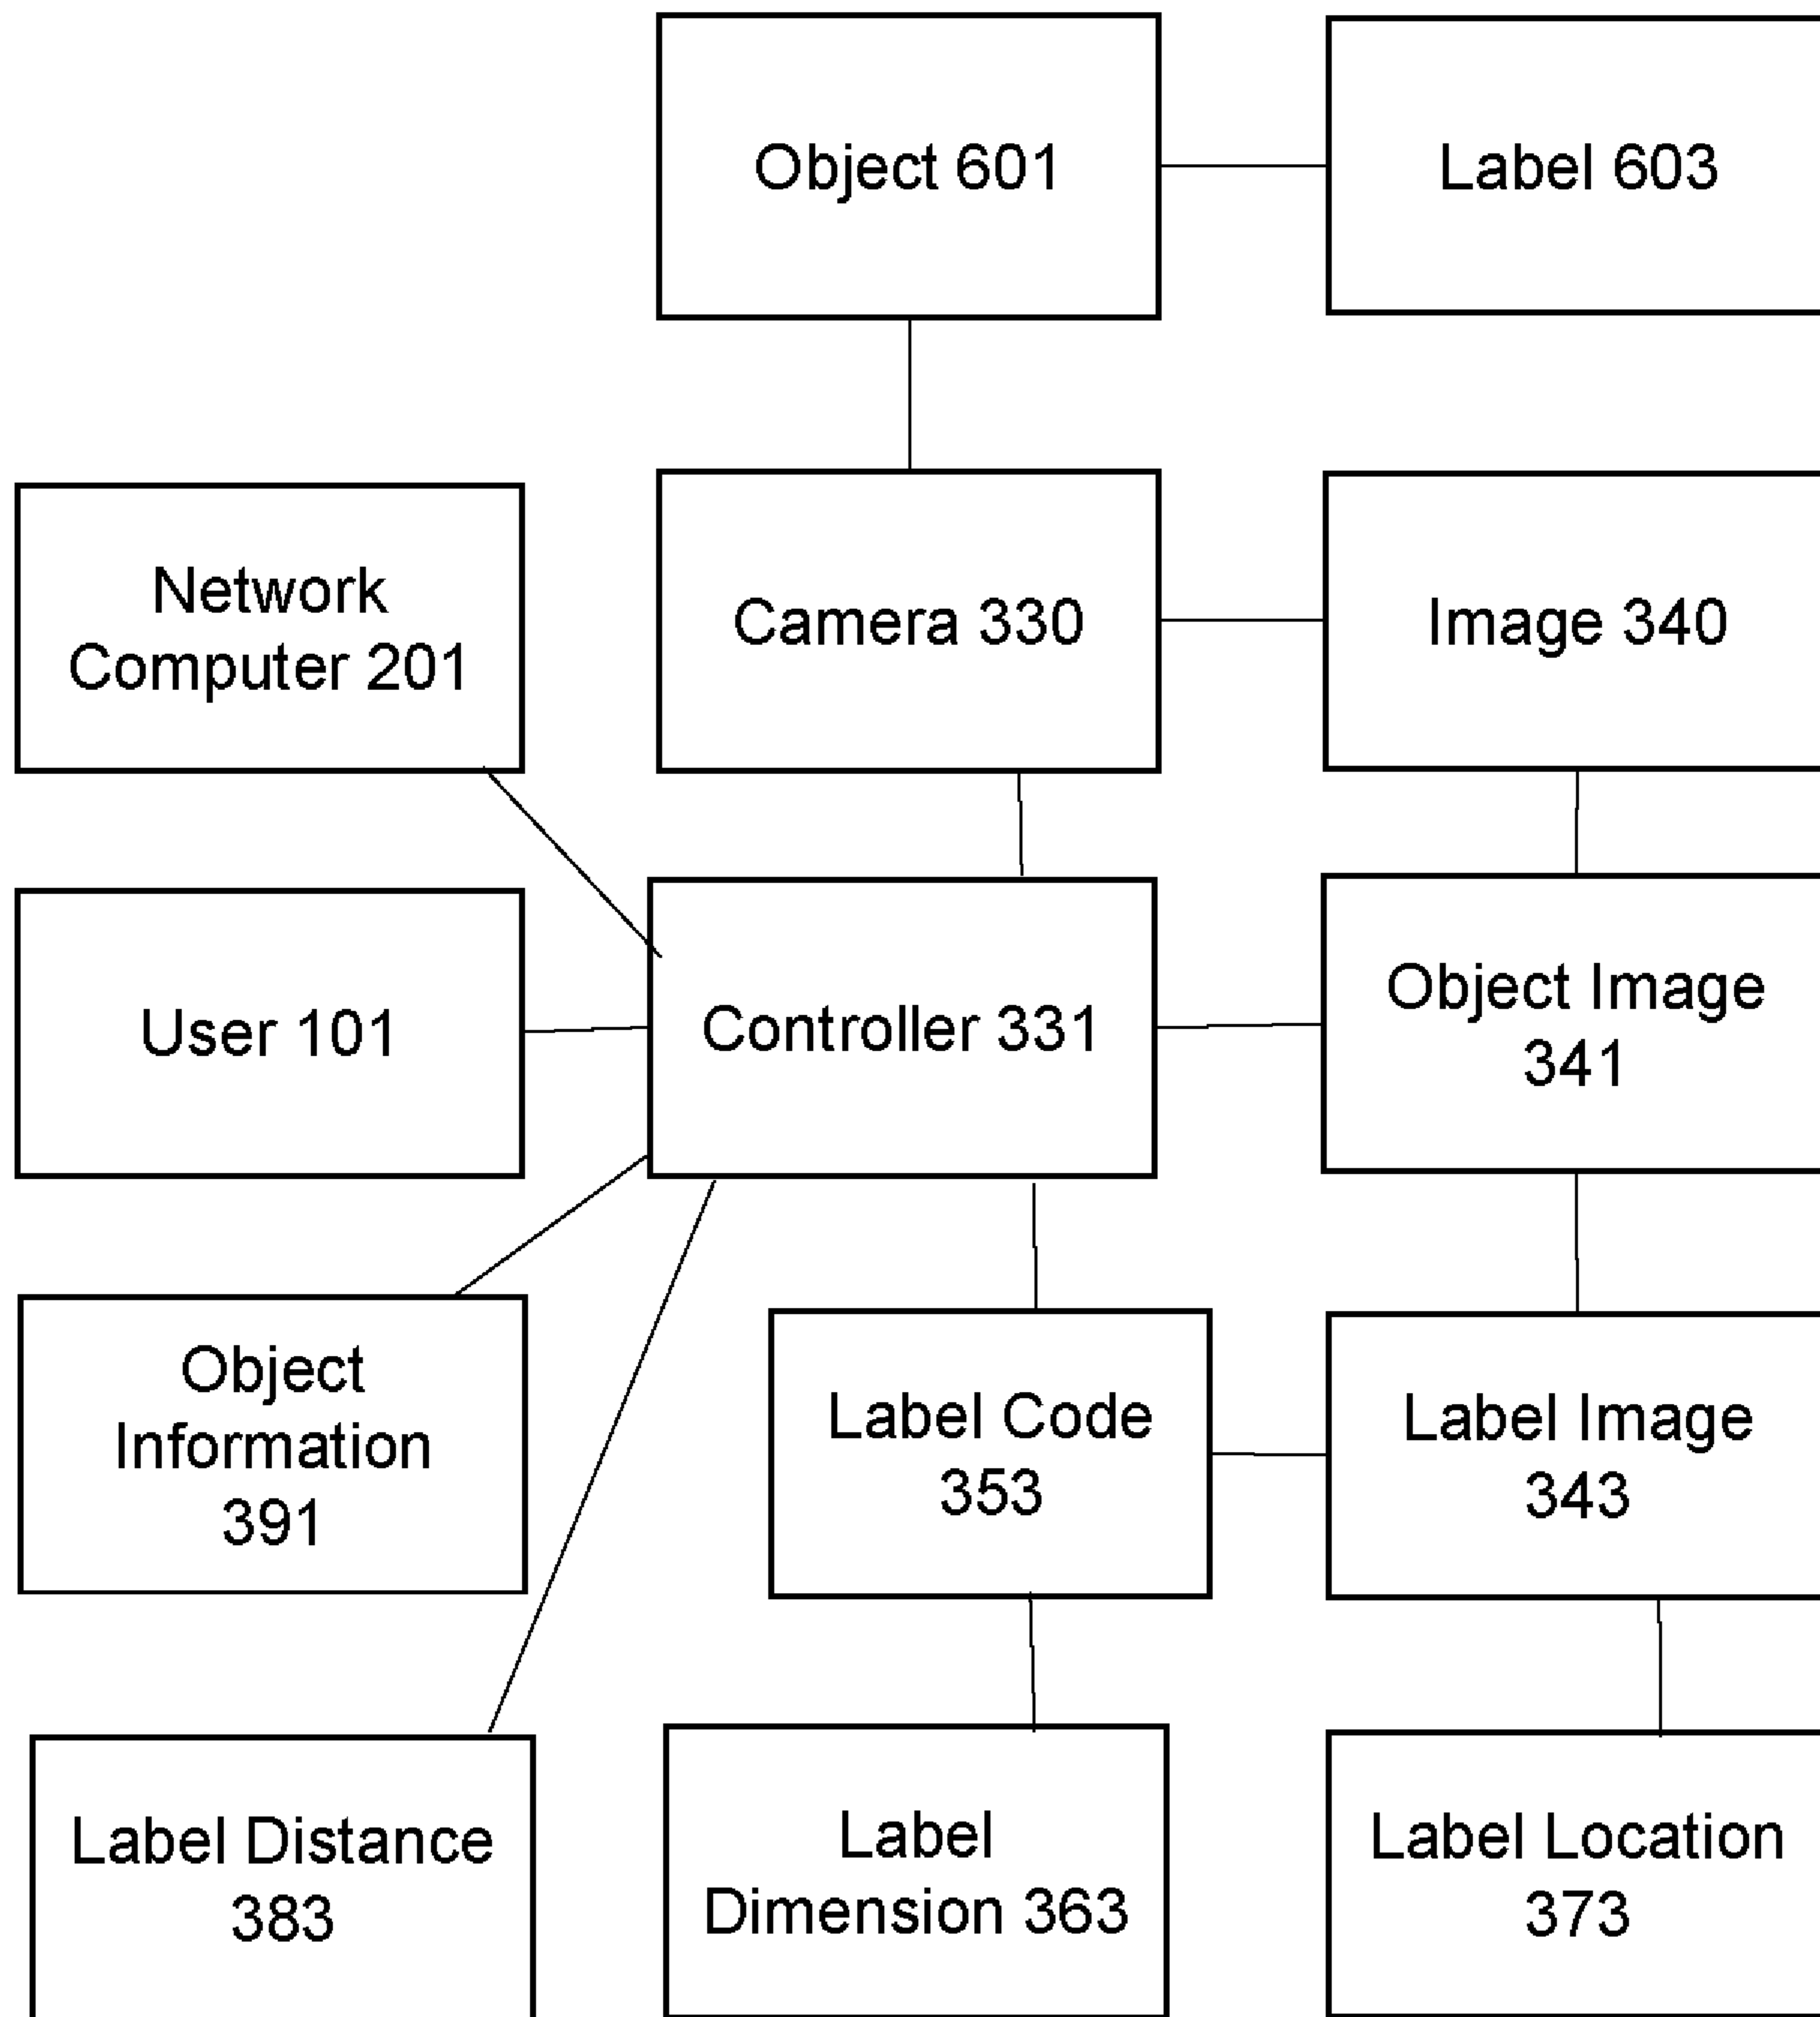 Object 601
Label 603
Network
Computer 201
Camera 330
Image 340
User 101
Controller 331
Object Image
341
Object
Information
391
Label Code
353
Label Image
343
Label Distance
383
Label
Dimension 363
Label Location
373